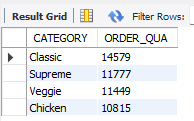 Result Grid Filter Rows:
CATEGORY ORDER_QUA
Classic 14579
Supreme 11777
Veggie 11449
Chicken 10815